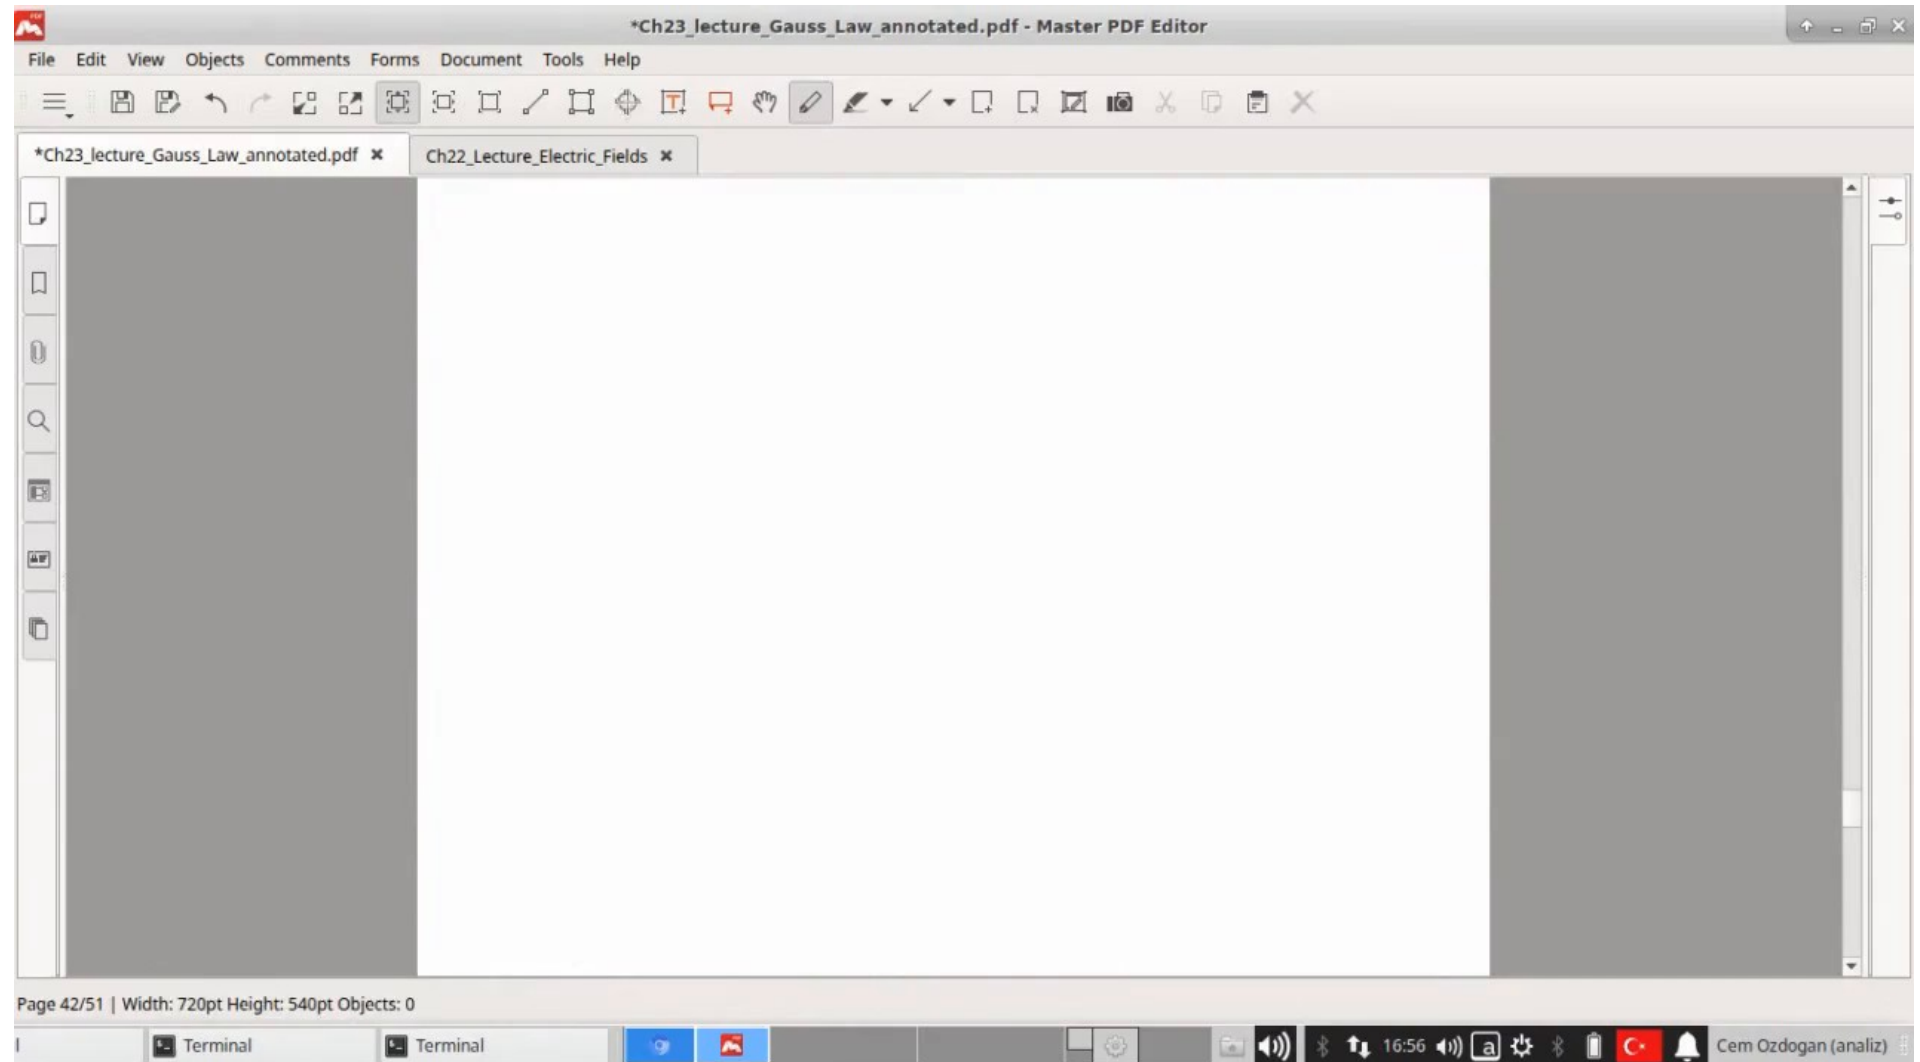 *Ch23_lecture_Gauss_Law_annotated.pdf - Master PDF Editor
File Edit View Objects Comments Forms Document Tools Help
*Ch23_lecture_Gauss_Law_annotated.pdf Ch22_Lecture_Electric_Fields
Page 42/51 | Width: 720pt Height: 540pt Objects: 0
Terminal Terminal 16:56 a Cem Ozdogan (analiz)